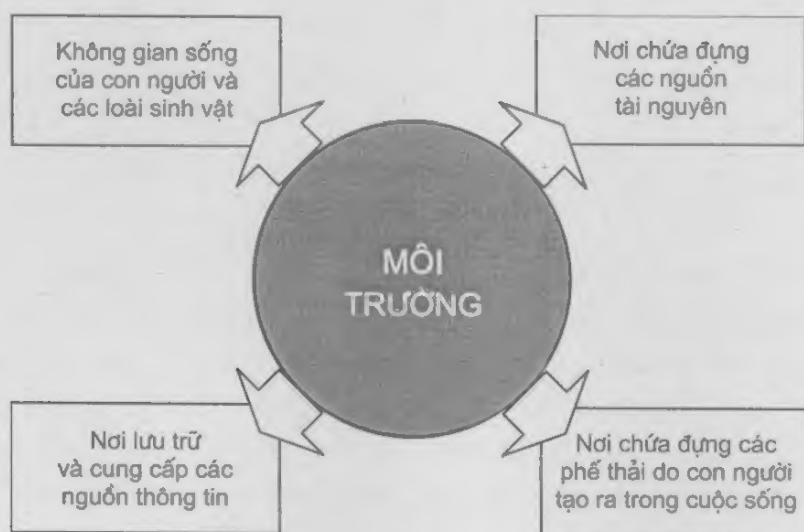 Không gian sống
của con người và
các loài sinh vật
Nơi chứa đựng
các nguồn
tài nguyên
MÔI
TRƯỜNG
Nơi lưu trữ
và cung cấp các
nguồn thông tin
Nơi chứa đựng các
phế thải do con người
tạo ra trong cuộc sống